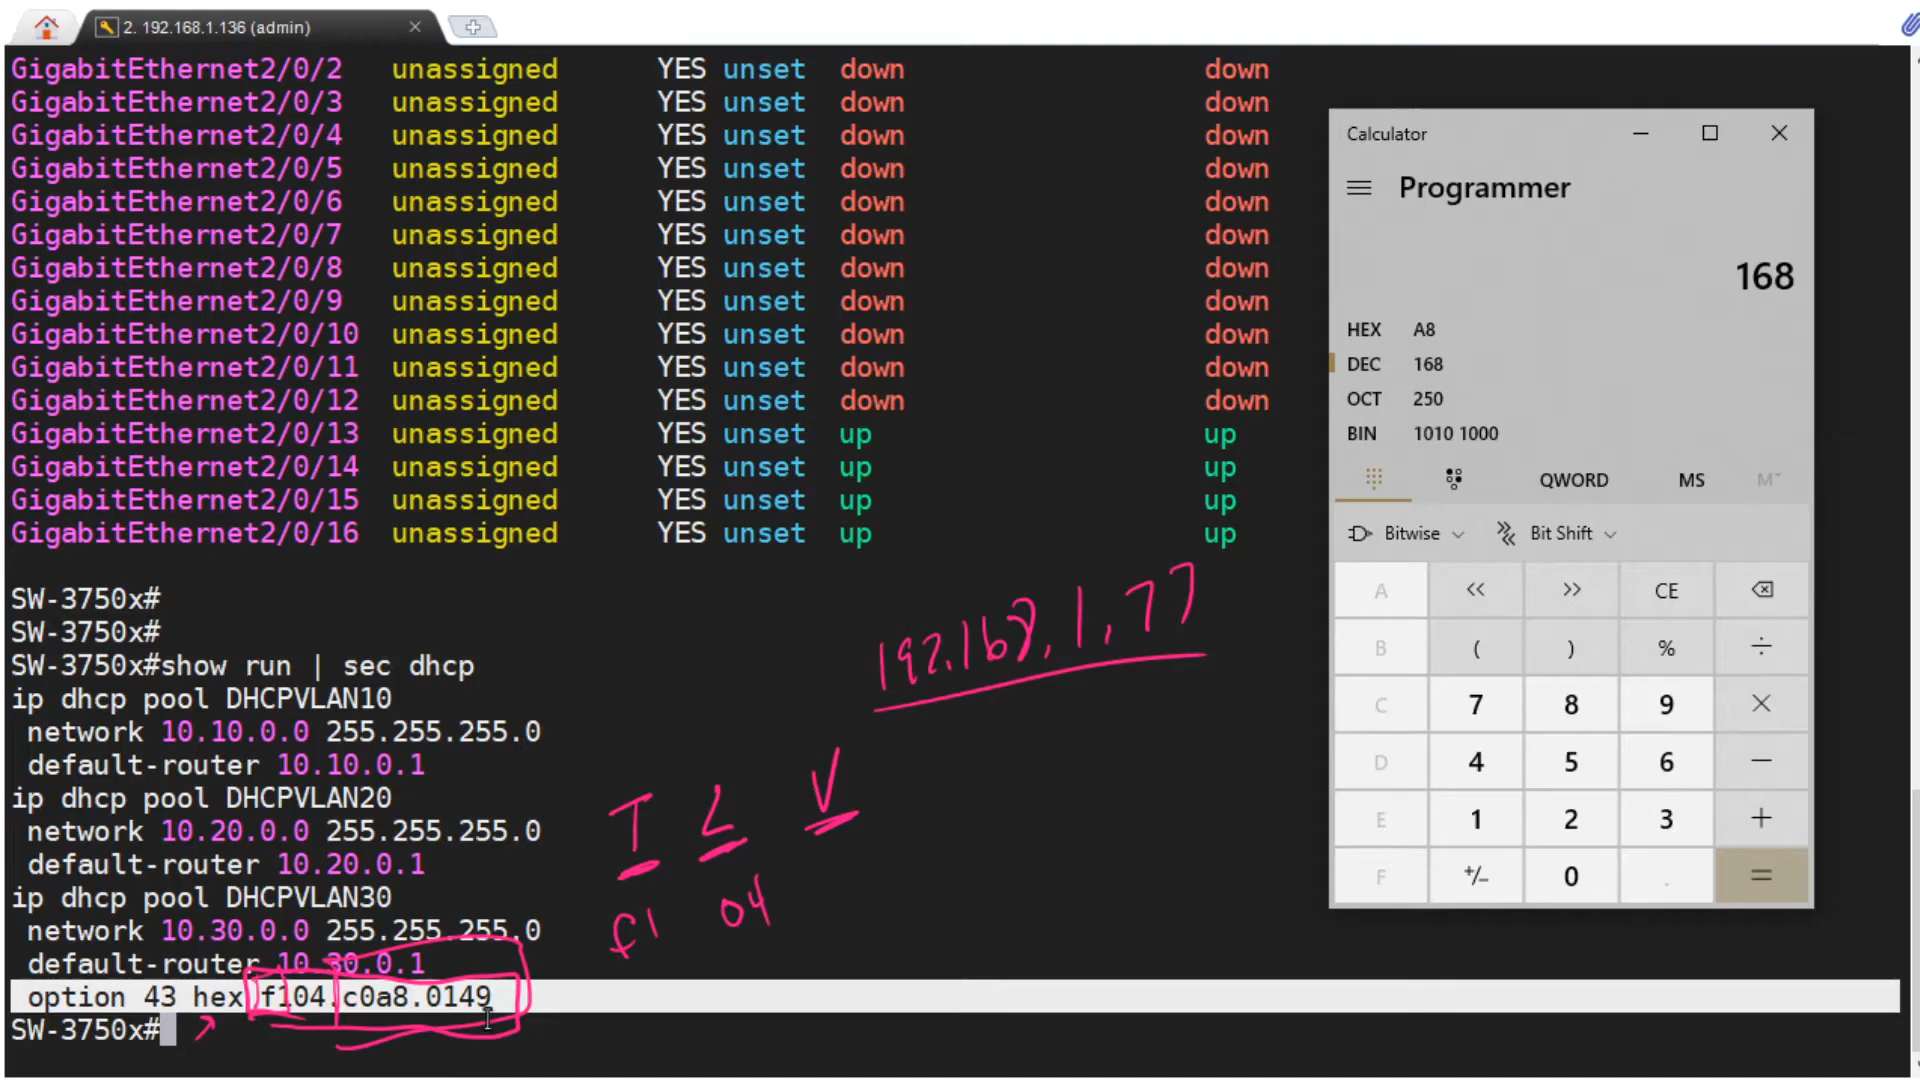 2. 192.168.1.136 (admin)
GigabitEthernet2/0/2 unassigned YES unset down down
GigabitEthernet2/0/3 unassigned YES unset down down
GigabitEthernet2/0/4 unassigned YES unset down down
GigabitEthernet2/0/5 unassigned YES unset down down
GigabitEthernet2/0/6 unassigned YES unset down down
GigabitEthernet2/0/7 unassigned YES unset down down
GigabitEthernet2/0/8 unassigned YES unset down down
GigabitEthernet2/0/9 unassigned YES unset down down
GigabitEthernet2/0/10 unassigned YES unset down down
GigabitEthernet2/0/11 unassigned YES unset down down
GigabitEthernet2/0/12 unassigned YES unset down down
GigabitEthernet2/0/13 unassigned YES unset up up
GigabitEthernet2/0/14 unassigned YES unset up up
GigabitEthernet2/0/15 unassigned YES unset up up
GigabitEthernet2/0/16 unassigned YES unset up up
SW-3750x#
SW-3750x#
SW-3750x#show run | sec dhcp
ip dhcp pool DHCPVLAN10
network 10.10.0.0 255.255.255.0
default-router 10.10.0.1
ip dhcp pool DHCPVLAN20
network 10.20.0.0 255.255.255.0
default-router 10.20.0.1
ip dhcp pool DHCPVLAN30
network 10.30.0.0 255.255.255.0
default-router 10.30.0.1
option 43 hex f104.c0a8.0149
SW-3750x#
192.168.1.77
T L V
f1 04
Calculator
Programmer
168
HEX A8
DEC 168
OCT 250
BIN 1010 1000
QWORD MS M˅
Bitwise Bit Shift
A << >> CE
B ( ) % ÷
C 7 8 9 ×
D 4 5 6 −
E 1 2 3 +
F +/− 0 . =